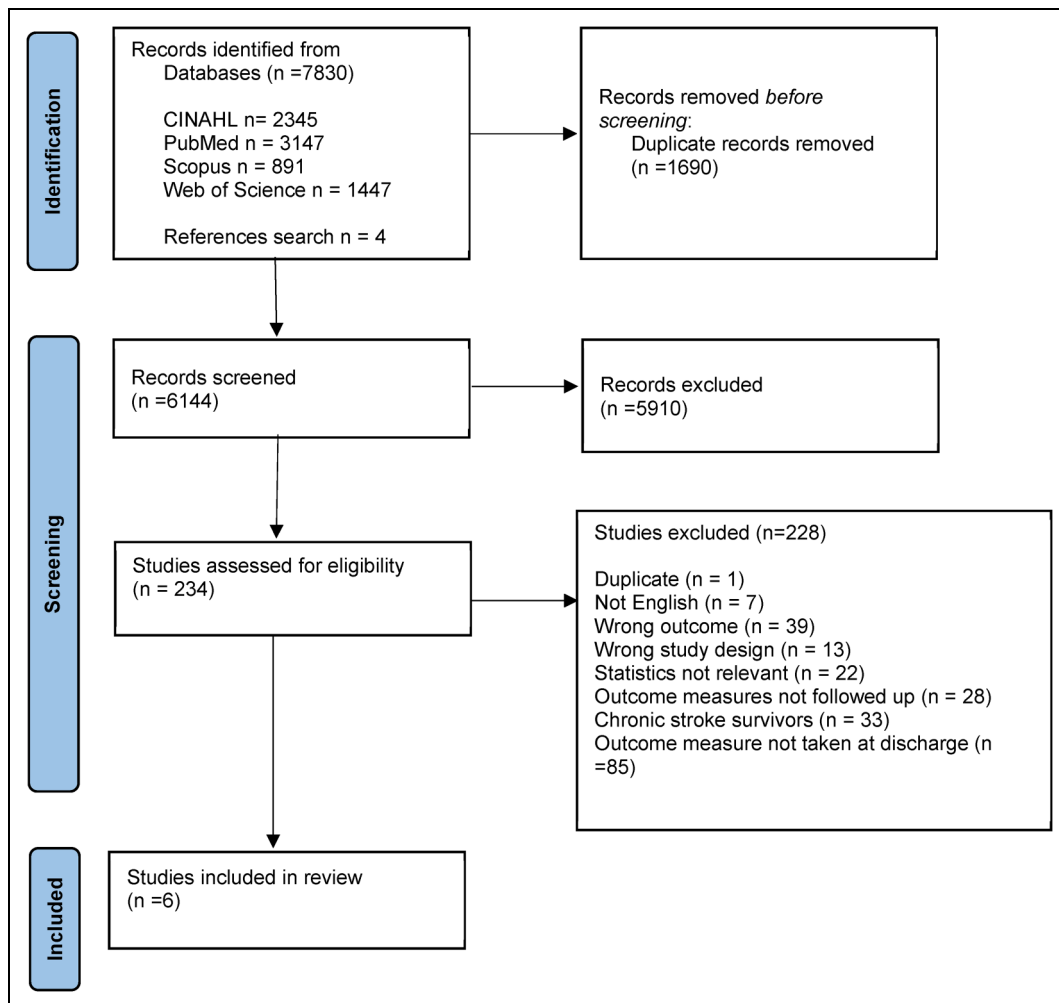 Identification
Records identified from
Databases (n =7830)
CINAHL n= 2345
PubMed n = 3147
Scopus n = 891
Web of Science n = 1447
References search n = 4
Records removed before
screening:
Duplicate records removed
(n =1690)
Screening
Records screened
(n =6144)
Records excluded
(n =5910)
Studies assessed for eligibility
(n = 234)
Studies excluded (n=228)
Duplicate (n = 1)
Not English (n = 7)
Wrong outcome (n = 39)
Wrong study design (n = 13)
Statistics not relevant (n = 22)
Outcome measures not followed up (n = 28)
Chronic stroke survivors (n = 33)
Outcome measure not taken at discharge (n
=85)
Included
Studies included in review
(n =6)